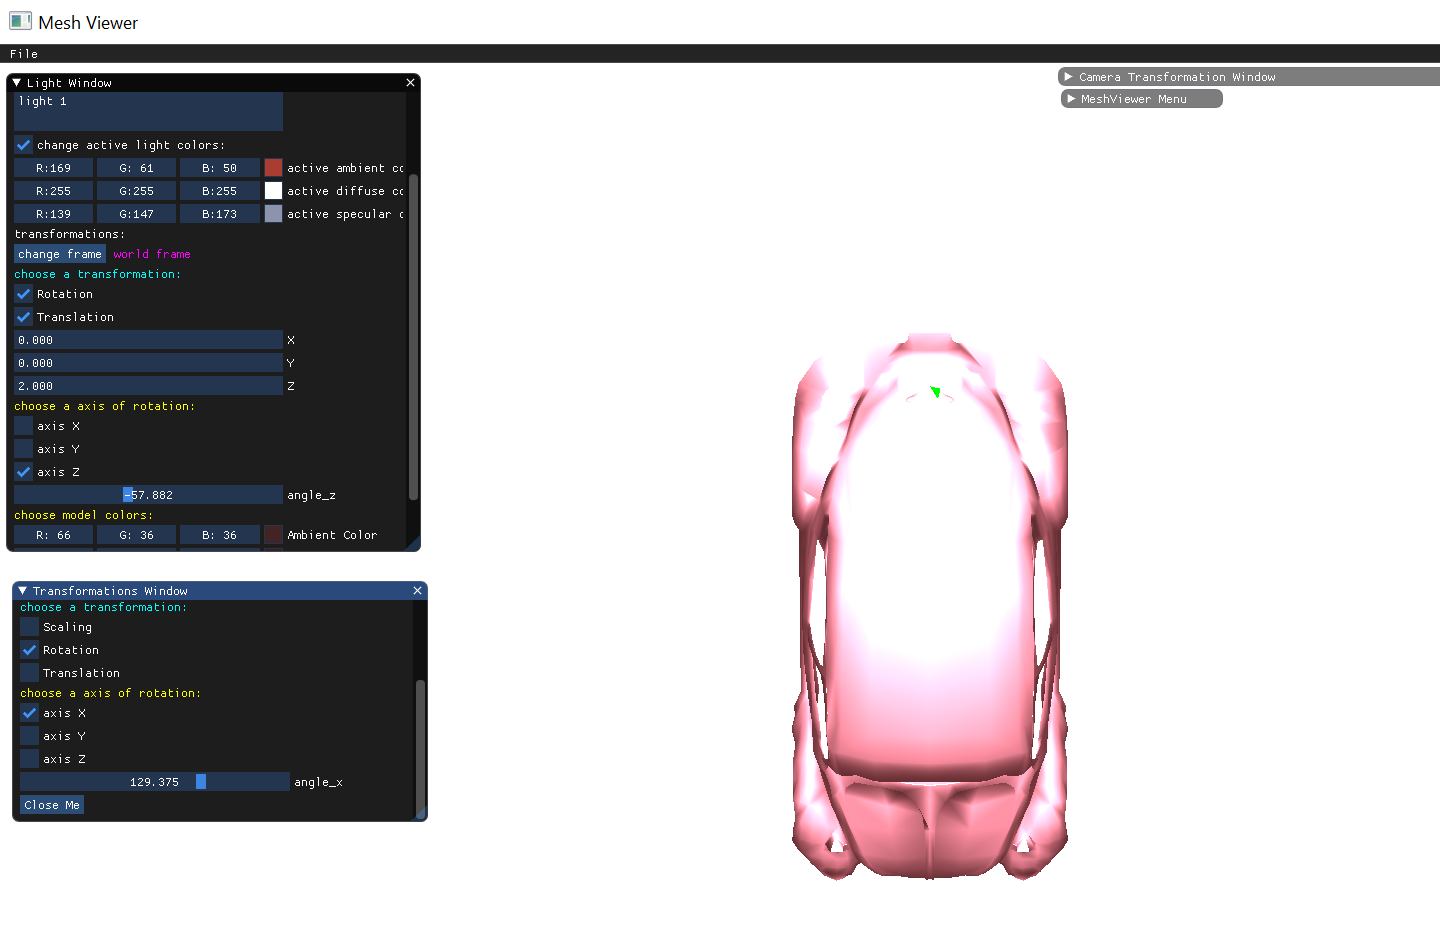 Mesh Viewer
File
Light Window
light 1
change active light colors:
R:169 G: 61 B: 50 active ambient co
R:255 G:255 B:255 active diffuse co
R:139 G:147 B:173 active specular c
transformations:
change frame world frame
choose a transformation:
Rotation
Translation
0.000 X
0.000 Y
2.000 Z
choose a axis of rotation:
axis X
axis Y
axis Z
-57.882 angle_z
choose model colors:
R: 66 G: 36 B: 36 Ambient Color
Transformations Window
choose a transformation:
Scaling
Rotation
Translation
choose a axis of rotation:
axis X
axis Y
axis Z
129.375 angle_x
Close Me
Camera Transformation Window
MeshViewer Menu